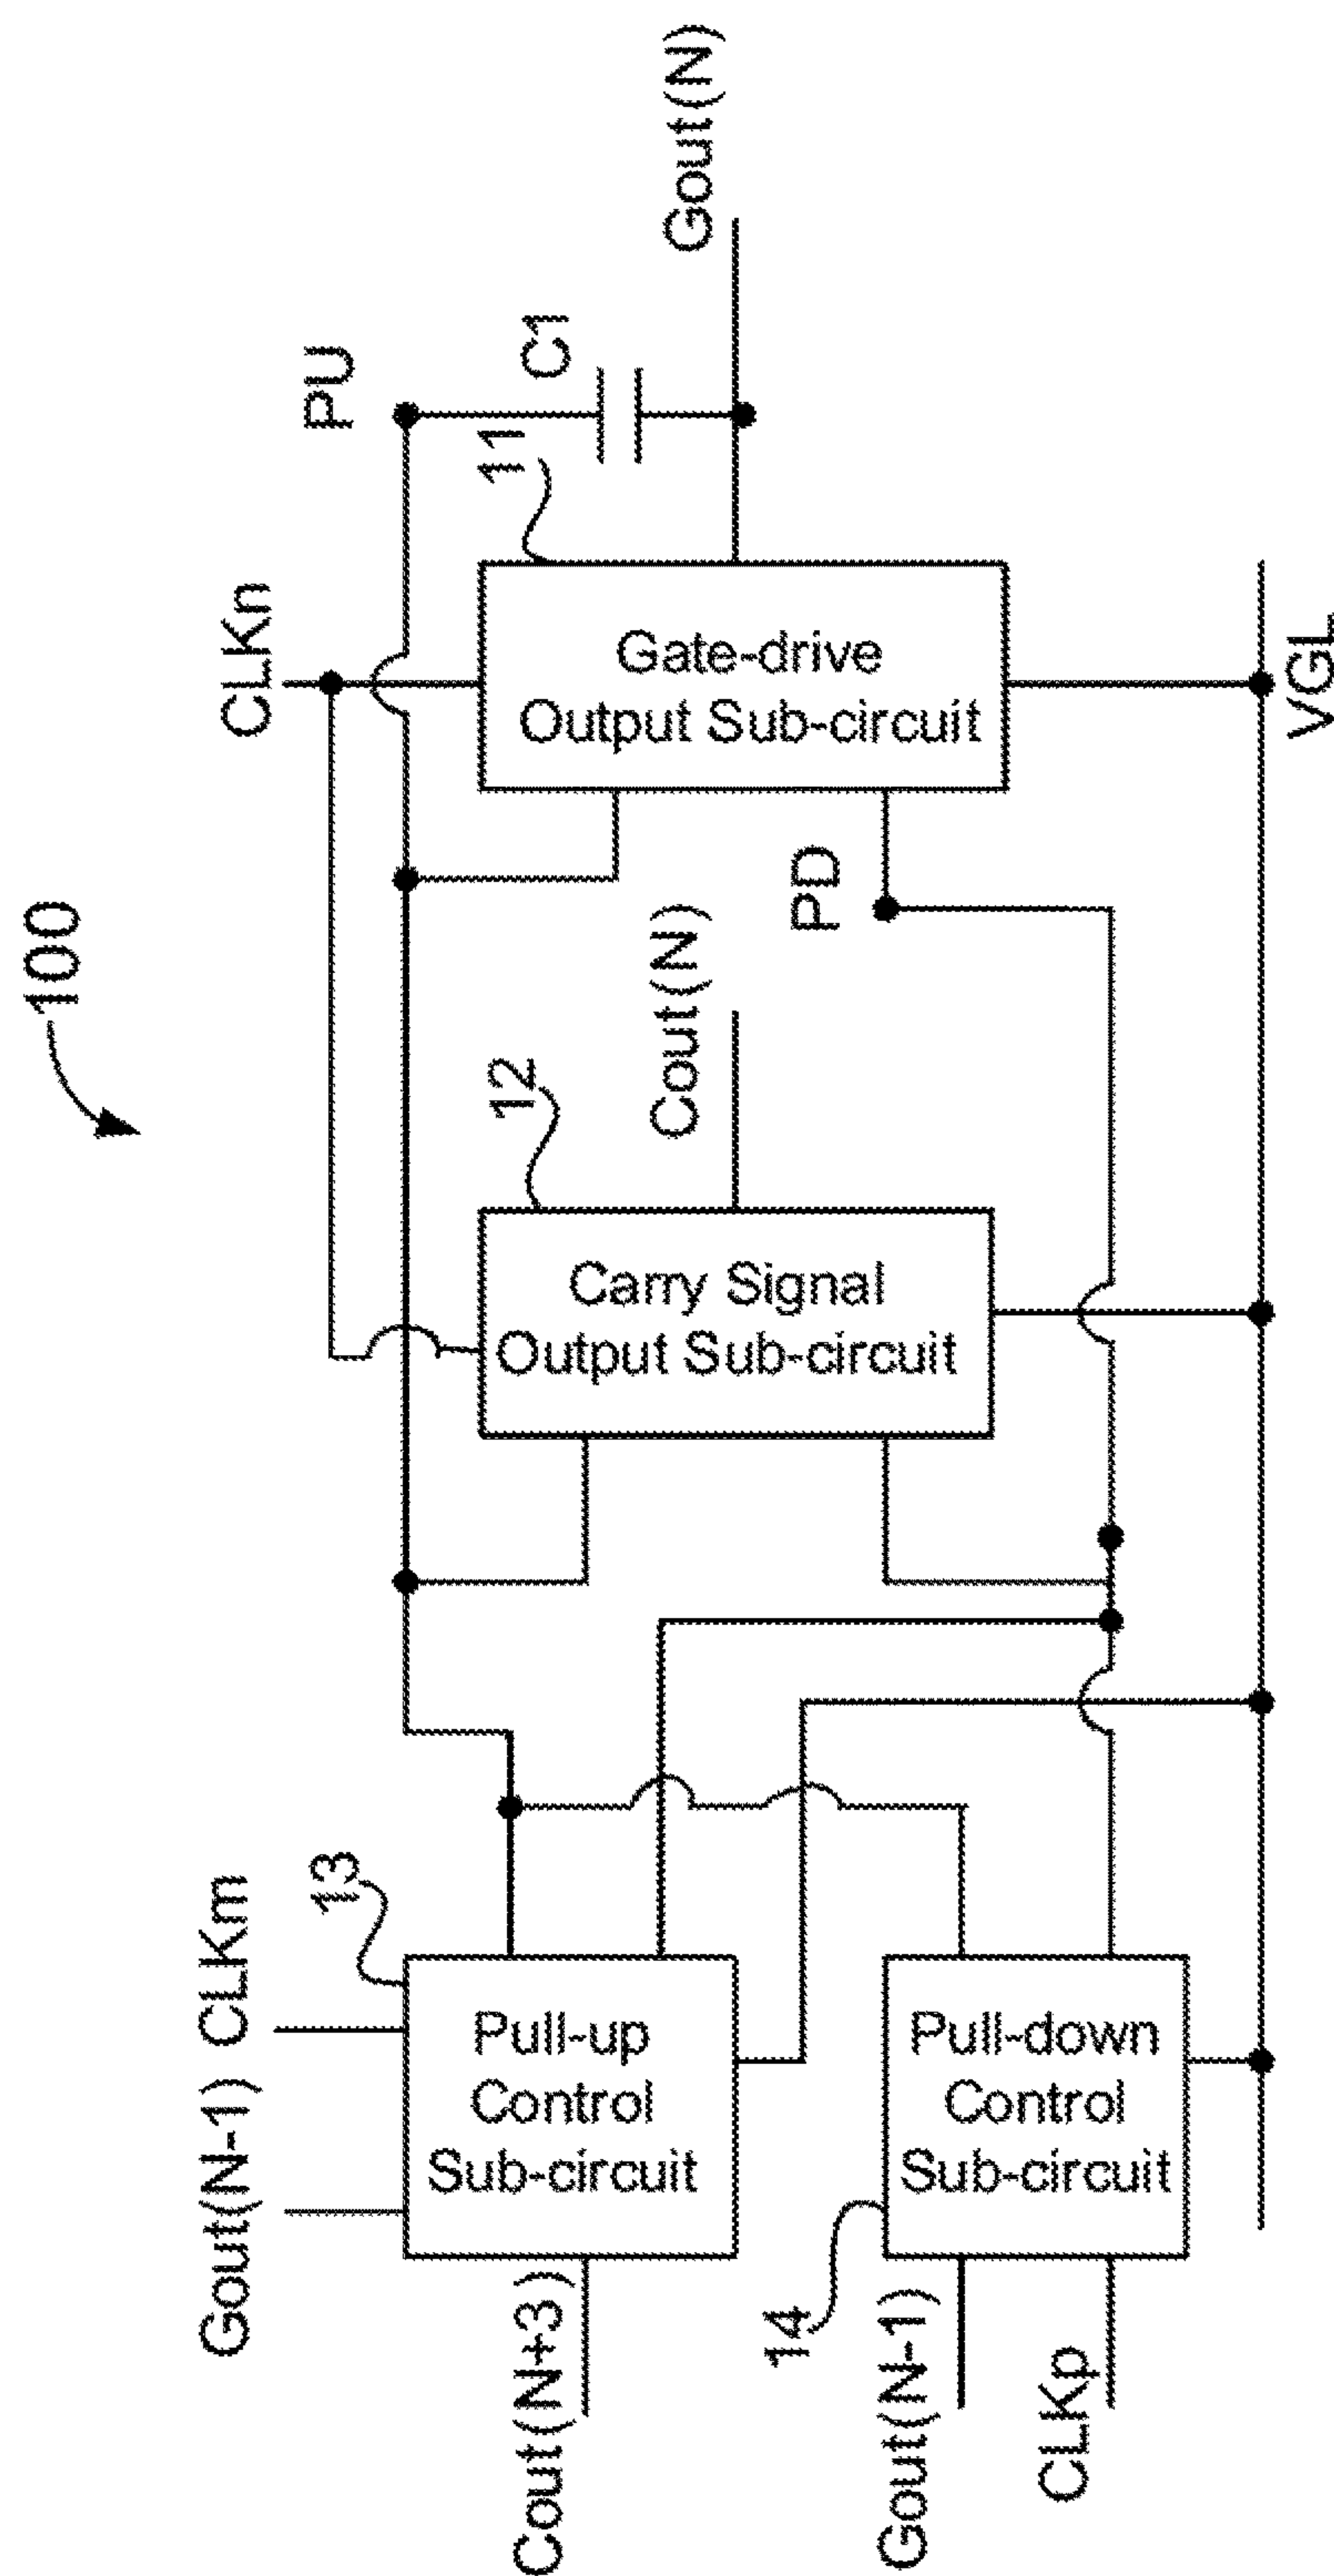 100
CLKn
PU
Gout(N-1)
CLKm
13
Pull-up
Control
Sub-circuit
12
Carry Signal
Output Sub-circuit
11
Gate-drive
Output Sub-circuit
C1
Gout(N)
Cout(N+3)
Cout(N)
PD
14
Pull-down
Control
Sub-circuit
Gout(N-1)
CLKp
VGL